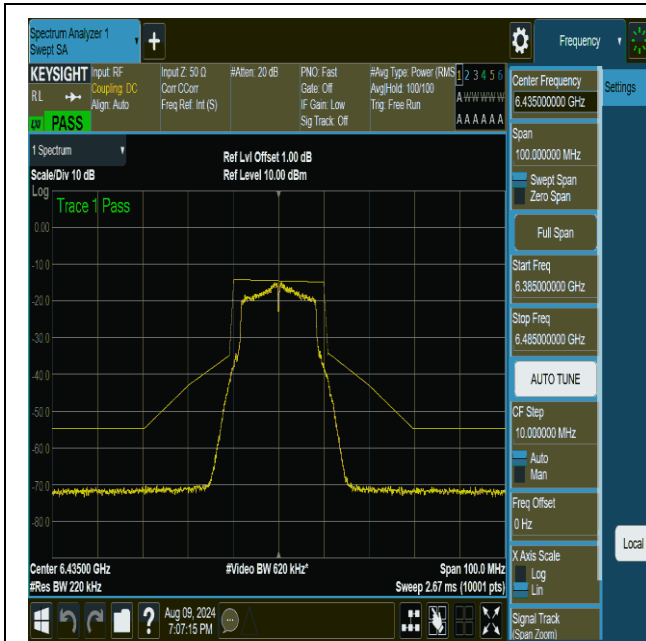 Spectrum Analyzer 1
Swept SA
+
Frequency
KEYSIGHT
RL
PASS
Input: RF
Coupling: DC
Align: Auto
Input Z: 50 Ω
Corr CCorr
Freq Ref: Int (S)
#Atten: 20 dB
PNO: Fast
Gate: Off
IF Gain: Low
Sig Track: Off
#Avg Type: Power (RMS
Avg|Hold: 100/100
Trig: Free Run
1 2 3 4 5 6
A W W W W W
A A A A A A
1 Spectrum
Scale/Div 10 dB
Ref Lvl Offset 1.00 dB
Ref Level 10.00 dBm
Log
Trace 1 Pass
0.00
-10.0
-20.0
-30.0
-40.0
-50.0
-60.0
-70.0
-80.0
Center 6.43500 GHz
#Res BW 220 kHz
#Video BW 620 kHz*
Span 100.0 MHz
Sweep 2.67 ms (10001 pts)
Aug 09, 2024
7:07:15 PM
?
Center Frequency
6.435000000 GHz
Span
100.000000 MHz
Swept Span
Zero Span
Full Span
Start Freq
6.385000000 GHz
Stop Freq
6.485000000 GHz
AUTO TUNE
CF Step
10.000000 MHz
Auto
Man
Freq Offset
0 Hz
X Axis Scale
Log
Lin
Signal Track
(Span Zoom)
Settings
Local